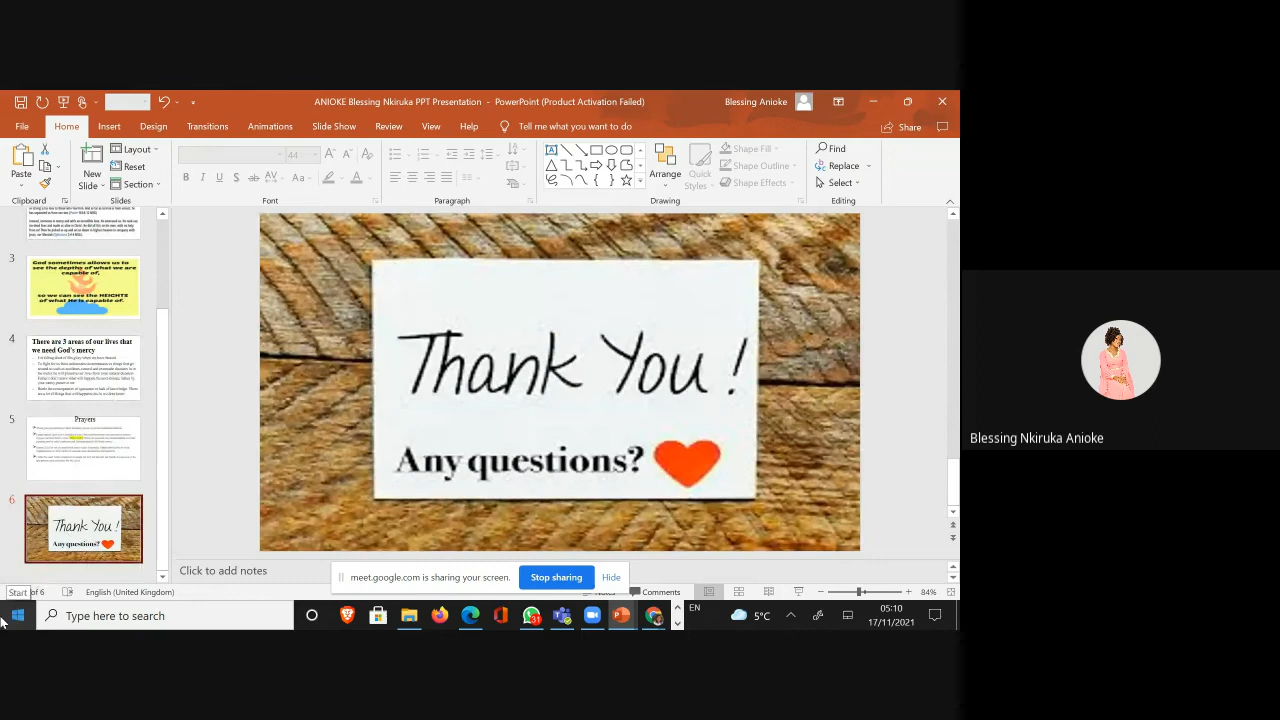 ANIOKE Blessing Nkiruka PPT Presentation - PowerPoint (Product Activation Failed)
Blessing Anioke
File Home Insert Design Transitions Animations Slide Show Review View Help Tell me what you want to do
Share
Paste
New
Slide
Layout
Reset
Section
44
Arrange
Quick
Styles
Shape Fill
Shape Outline
Shape Effects
Find
Replace
Select
Clipboard Slides Font Paragraph Drawing Editing
3
God sometimes allows us to
see the depths of what we are
capable of,
so we can see the HEIGHTS
of what He is capable of.
4
There are 3 areas of our lives that
we need God's mercy
5
Prayers
6
Thank You!
Any questions?
Thank You!
Any questions?
Click to add notes
meet.google.com is sharing your screen. Stop sharing Hide
Start
of 6
English (United Kingdom)
Notes
Comments
84%
Type here to search
31
EN
5°C
05:10
17/11/2021
Blessing Nkiruka Anioke